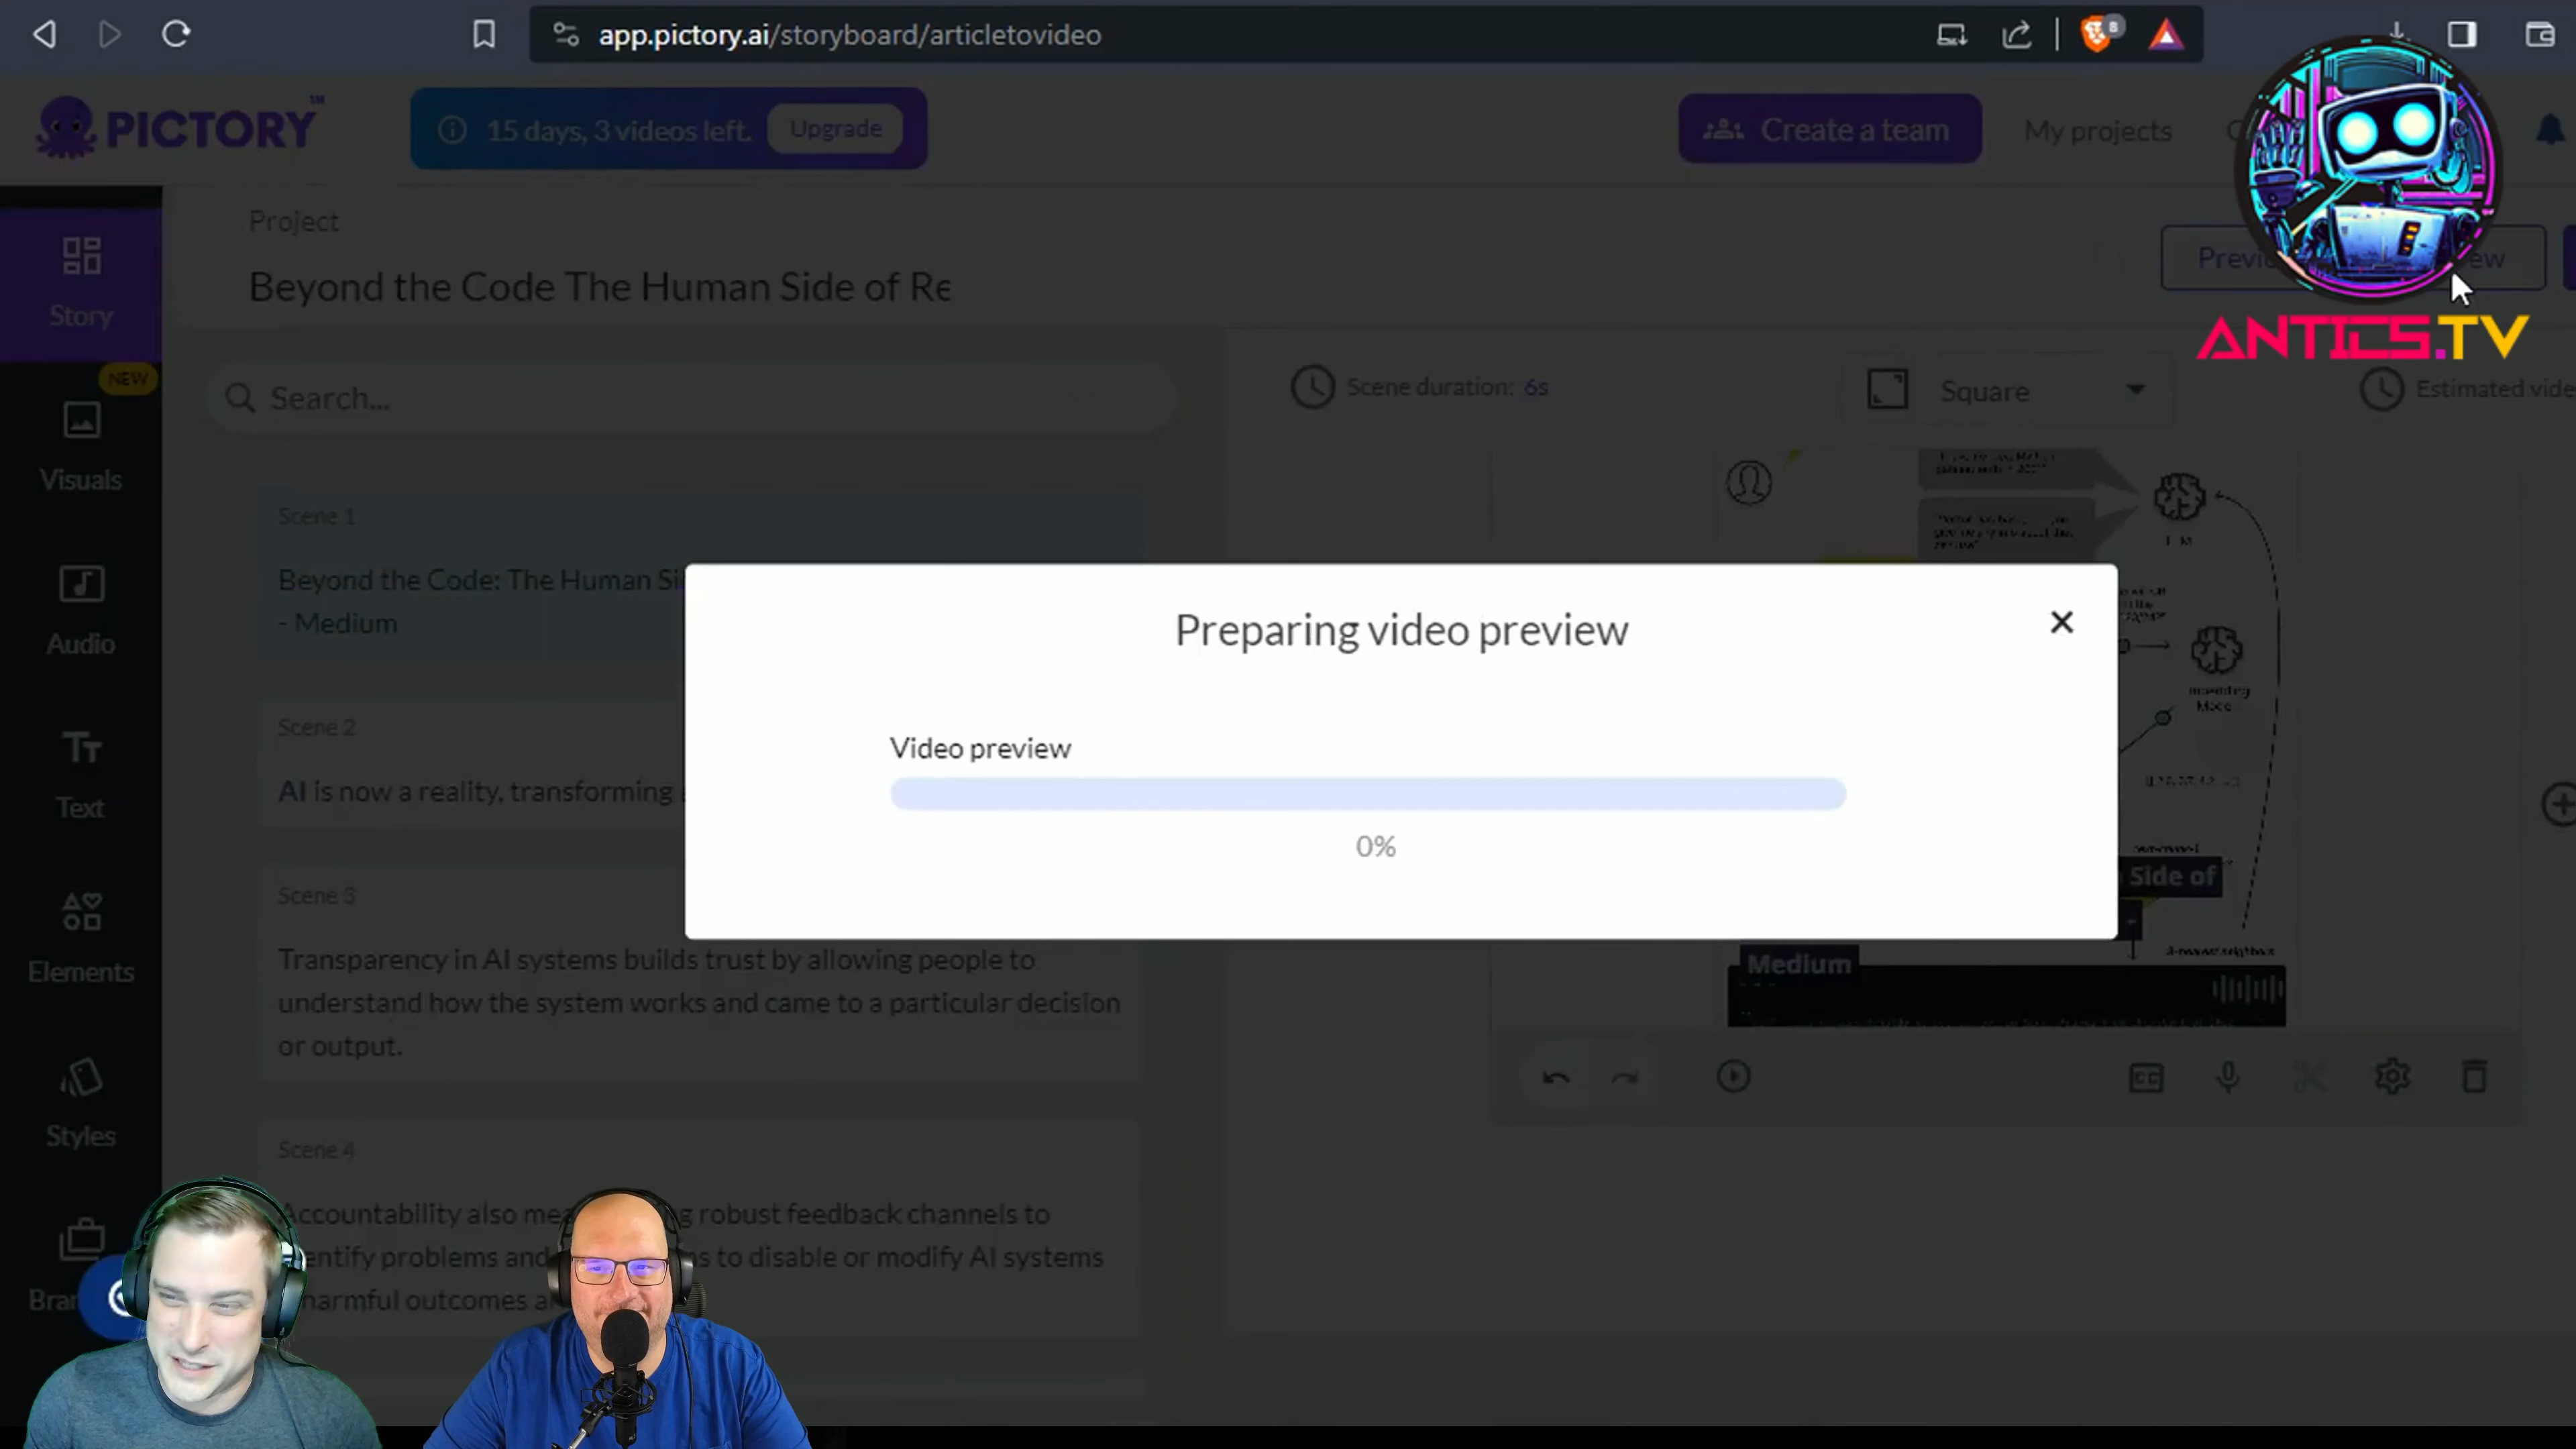 app.pictory.ai/storyboard/articletovideo
8
PICTORY™
15 days, 3 videos left.
Upgrade
Create a team
My projects
Project
Beyond the Code The Human Side of Re
ANTICS.TV
Story
NEW
Search...
Scene duration: 6s
Square
Estimated vide
Visuals
Scene 1
Beyond the Code: The Human Si
- Medium
Preparing video preview
Audio
Scene 2
Video preview
AI is now a reality, transforming
Text
0%
Side of
Scene 3
Elements
Transparency in AI systems builds trust by allowing people to
understand how the system works and came to a particular decision
or output.
Medium
CC
Styles
Scene 4
Accountability also robust feedback channels to
problems and to disable or modify AI systems
harmful outcomes